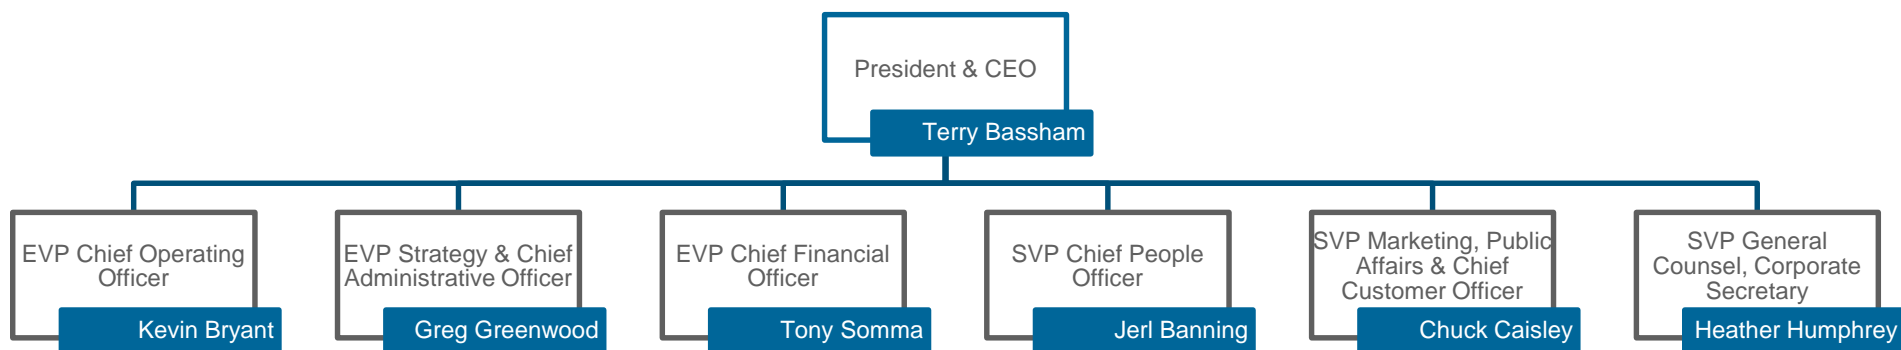 President & CEO
Terry Bassham
EVP Chief Operating
Officer
Kevin Bryant
EVP Strategy & Chief
Administrative Officer
Greg Greenwood
EVP Chief Financial
Officer
Tony Somma
SVP Chief People
Officer
Jerl Banning
SVP Marketing, Public
Affairs & Chief
Customer Officer
Chuck Caisley
SVP General
Counsel, Corporate
Secretary
Heather Humphrey